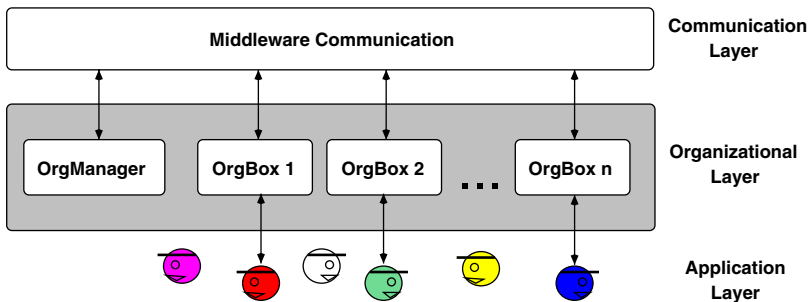 Middleware Communication
Communication
Layer
OrgManager
OrgBox 1
OrgBox 2
...
OrgBox n
Organizational
Layer
Application
Layer